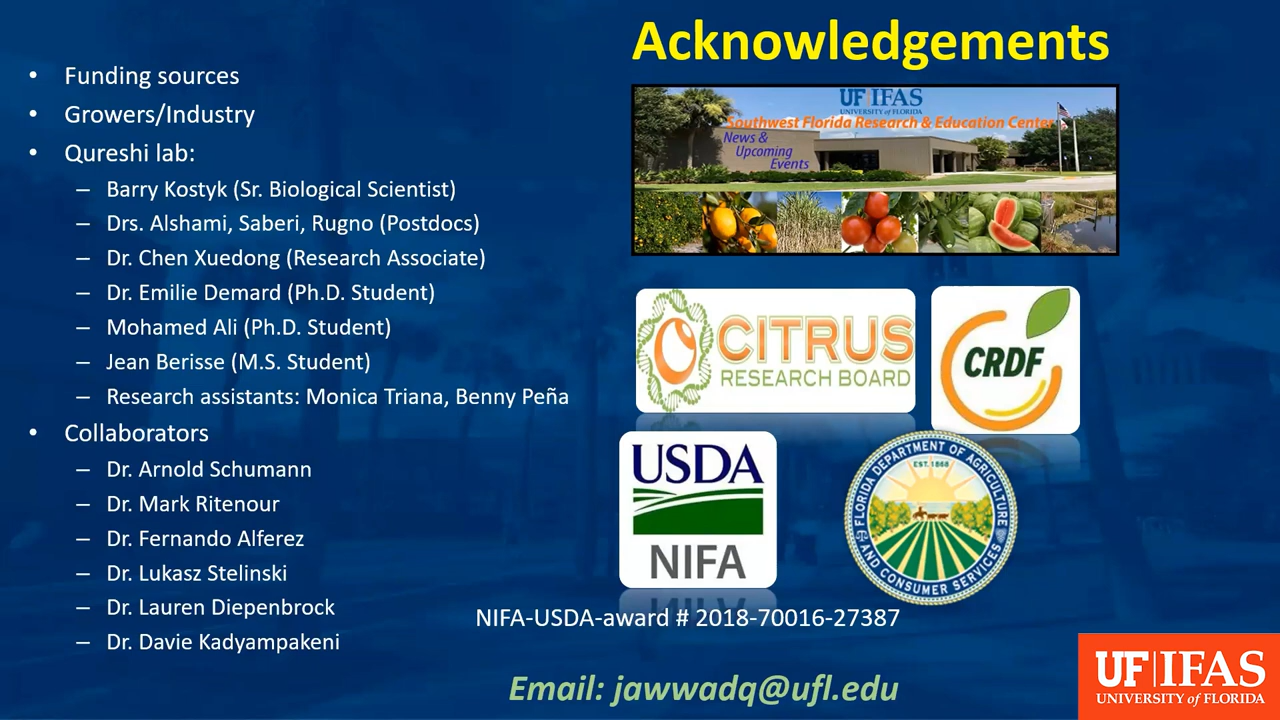 Acknowledgements
• Funding sources
• Growers/Industry
• Qureshi lab:
– Barry Kostyk (Sr. Biological Scientist)
– Drs. Alshami, Saberi, Rugno (Postdocs)
– Dr. Chen Xuedong (Research Associate)
– Dr. Emilie Demard (Ph.D. Student)
– Mohamed Ali (Ph.D. Student)
– Jean Berisse (M.S. Student)
– Research assistants: Monica Triana, Benny Peña
• Collaborators
– Dr. Arnold Schumann
– Dr. Mark Ritenour
– Dr. Fernando Alferez
– Dr. Lukasz Stelinski
– Dr. Lauren Diepenbrock
– Dr. Davie Kadyampakeni
UF|IFAS
UNIVERSITY of FLORIDA
Southwest Florida Research & Education Center
News &
Upcoming
Events
CITRUS
RESEARCH BOARD
CRDF
USDA
NIFA
FLORIDA DEPARTMENT OF AGRICULTURE
AND CONSUMER SERVICES
EST. 1868
NIFA-USDA-award # 2018-70016-27387
Email: jawwadq@ufl.edu
UF|IFAS
UNIVERSITY of FLORIDA